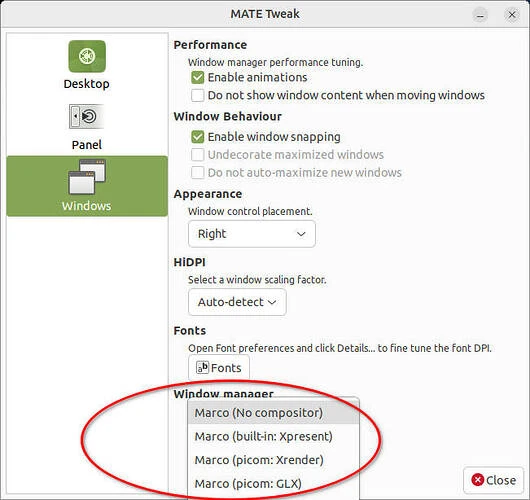 MATE Tweak
Desktop
Panel
Windows
Performance
Window manager performance tuning.
Enable animations
Do not show window content when moving windows
Window Behaviour
Enable window snapping
Undecorate maximized windows
Do not auto-maximize new windows
Appearance
Window control placement.
Right
HiDPI
Select a window scaling factor.
Auto-detect
Fonts
Open Font preferences and click Details... to fine tune the font DPI.
ab Fonts
Window manager
Marco (No compositor)
Marco (built-in: Xpresent)
Marco (picom: Xrender)
Marco (picom: GLX)
Close